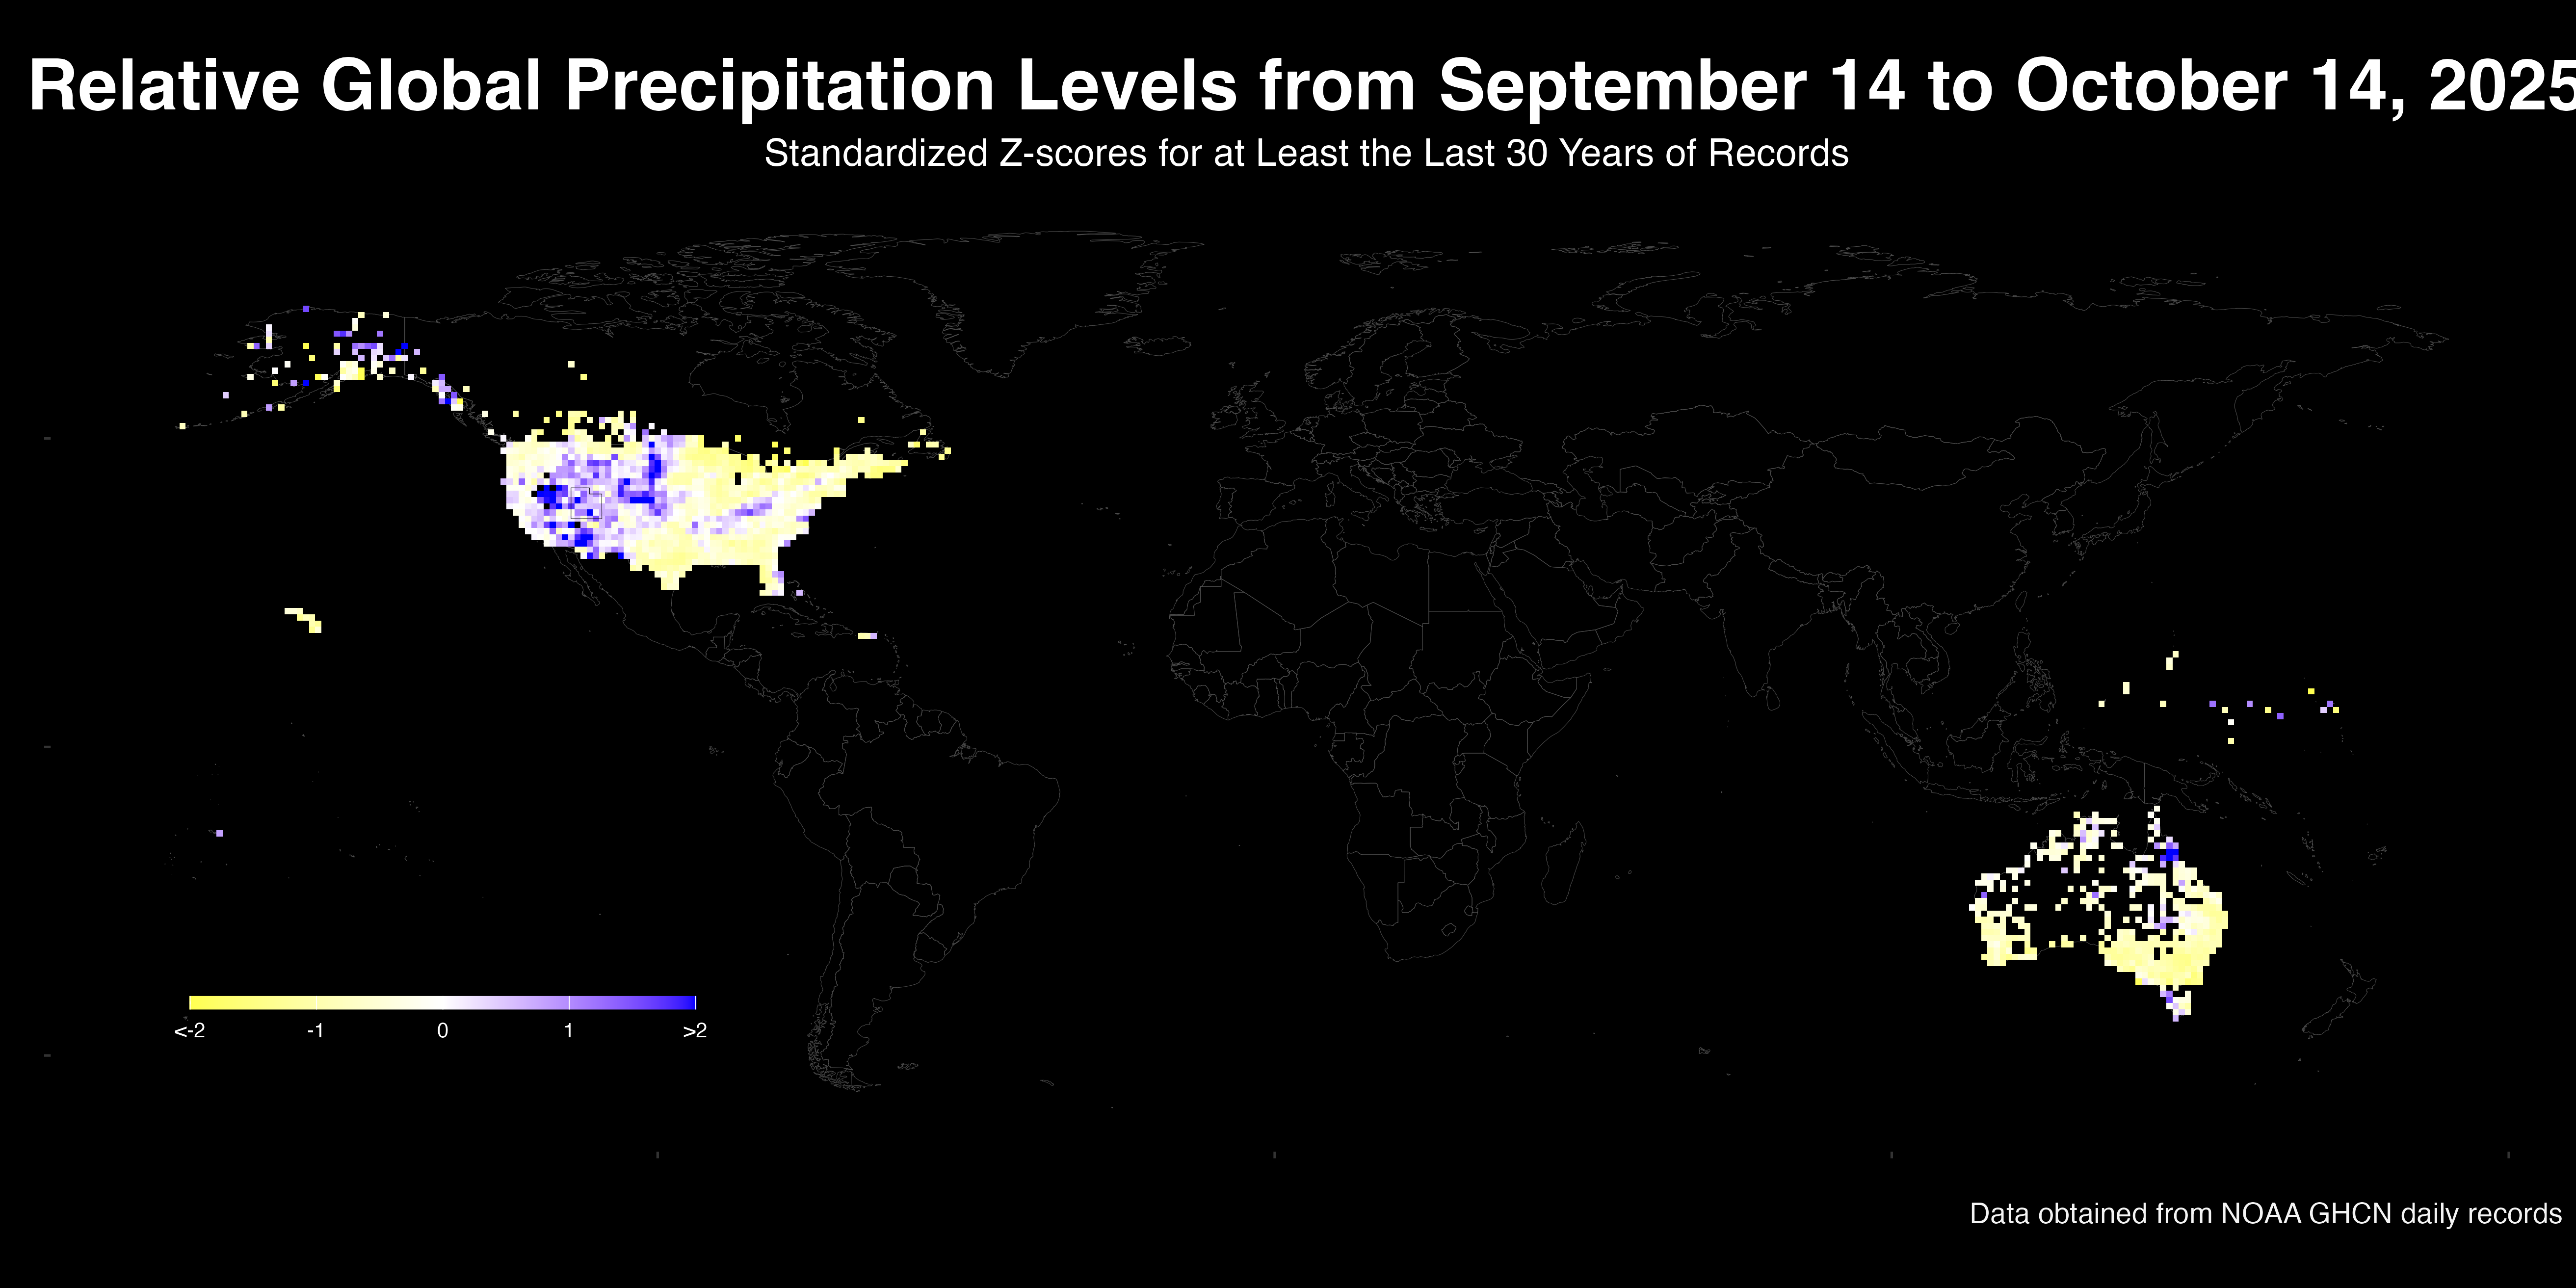 Relative Global Precipitation Levels from September 14 to October 14, 2025
Standardized Z-scores for at Least the Last 30 Years of Records
<-2 -1 0 1 >2
Data obtained from NOAA GHCN daily records